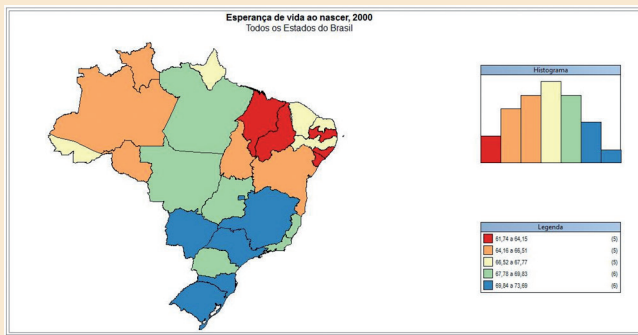 Esperança de vida ao nascer, 2000
Todos os Estados do Brasil
Histograma
Legenda
61,74 a 64,15 (5)
64,16 a 66,51 (5)
66,52 a 67,77 (5)
67,78 a 69,83 (6)
69,84 a 73,69 (6)